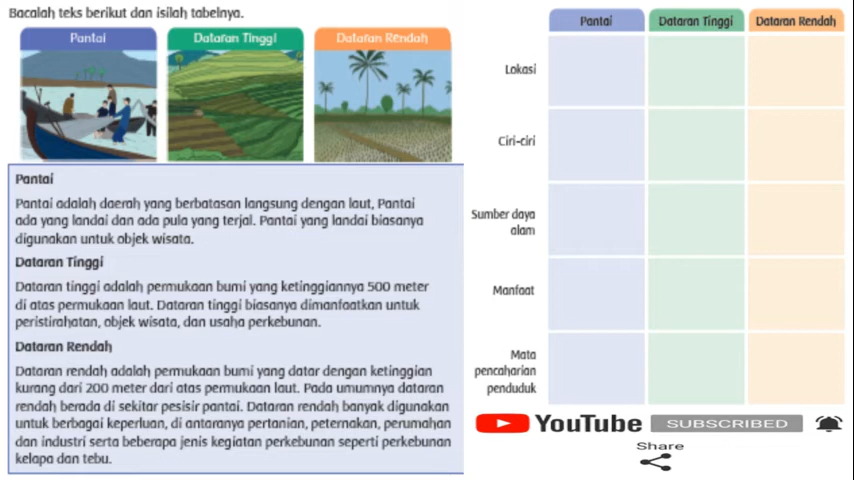 Bacalah teks berikut dan isilah tabelnya.
Pantai
Dataran Tinggi
Dataran Rendah
Pantai
Pantai adalah daerah yang berbatasan langsung dengan laut, Pantai
ada yang landai dan ada pula yang terjal. Pantai yang landai biasanya
digunakan untuk objek wisata.
Dataran Tinggi
Dataran tinggi adalah permukaan bumi yang ketinggiannya 500 meter
di atas permukaan laut. Dataran tinggi biasanya dimanfaatkan untuk
peristirahatan, objek wisata, dan usaha perkebunan.
Dataran Rendah
Dataran rendah adalah permukaan bumi yang datar dengan ketinggian
kurang dari 200 meter dari atas permukaan laut. Pada umumnya dataran
rendah berada di sekitar pesisir pantai. Dataran rendah banyak digunakan
untuk berbagai keperluan, di antaranya pertanian, peternakan, perumahan
dan industri serta beberapa jenis kegiatan perkebunan seperti perkebunan
kelapa dan tebu.
Pantai
Dataran Tinggi
Dataran Rendah
Lokasi
Ciri-ciri
Sumber daya
alam
Manfaat
Mata
pencaharian
penduduk
YouTube
SUBSCRIBED
Share